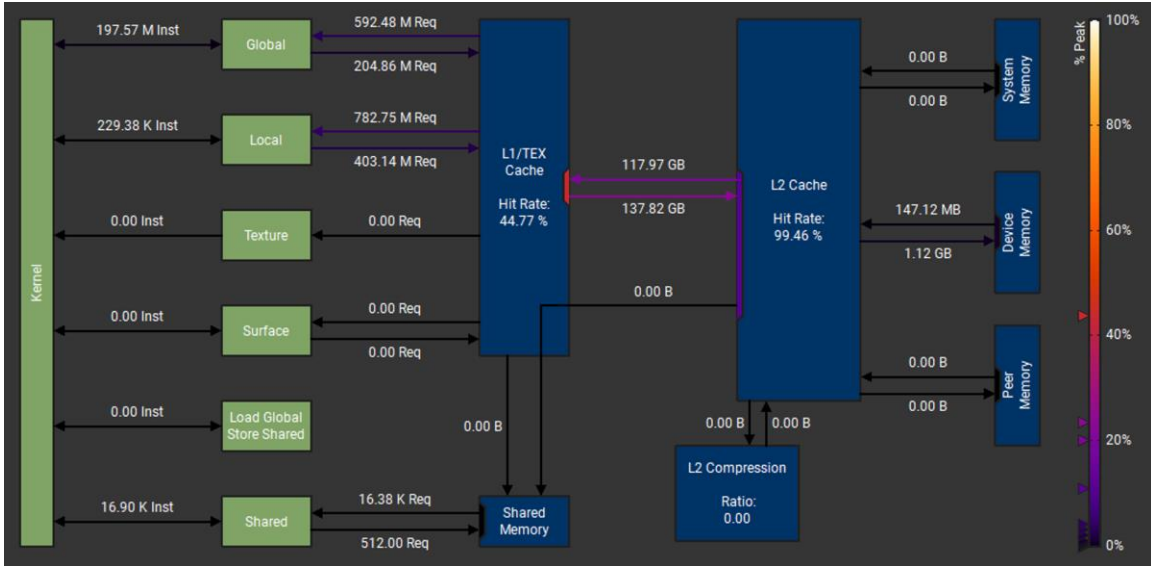 Kernel
197.57 M Inst
Global
592.48 M Req
204.86 M Req
229.38 K Inst
Local
782.75 M Req
403.14 M Req
0.00 Inst
Texture
0.00 Req
0.00 Inst
Surface
0.00 Req
0.00 Req
0.00 Inst
Load Global
Store Shared
16.90 K Inst
Shared
16.38 K Req
512.00 Req
L1/TEX
Cache
Hit Rate:
44.77 %
0.00 B
Shared
Memory
117.97 GB
137.82 GB
0.00 B
L2 Cache
Hit Rate:
99.46 %
0.00 B
0.00 B
L2 Compression
Ratio:
0.00
0.00 B
0.00 B
System
Memory
147.12 MB
1.12 GB
Device
Memory
0.00 B
0.00 B
Peer
Memory
% Peak
100%
80%
60%
40%
20%
0%